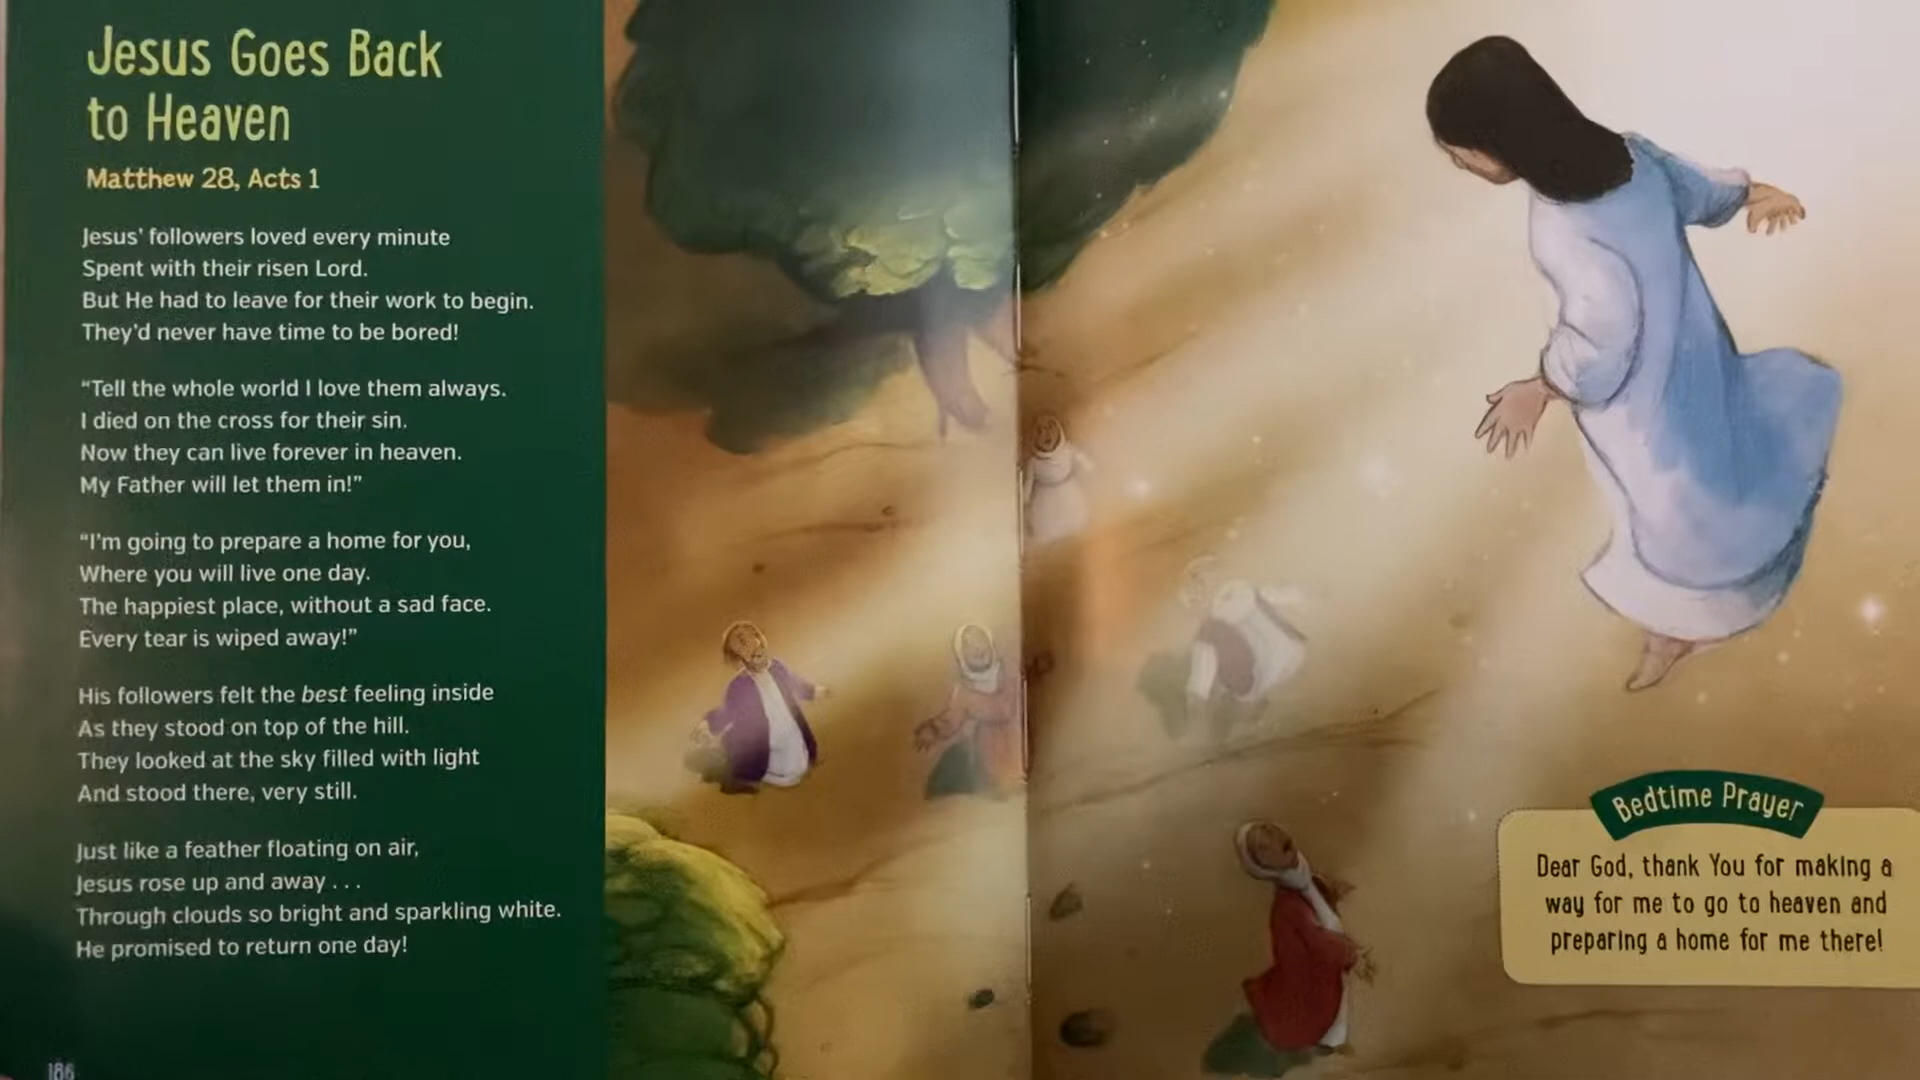 Jesus Goes Back
to Heaven
Matthew 28, Acts 1
Jesus' followers loved every minute
Spent with their risen Lord.
But He had to leave for their work to begin.
They'd never have time to be bored!
“Tell the whole world I love them always.
I died on the cross for their sin.
Now they can live forever in heaven.
My Father will let them in!”
“I'm going to prepare a home for you,
Where you will live one day.
The happiest place, without a sad face.
Every tear is wiped away!”
His followers felt the best feeling inside
As they stood on top of the hill.
They looked at the sky filled with light
And stood there, very still.
Just like a feather floating on air,
Jesus rose up and away . . .
Through clouds so bright and sparkling white.
He promised to return one day!
186
Bedtime Prayer
Dear God, thank You for making a
way for me to go to heaven and
preparing a home for me there!